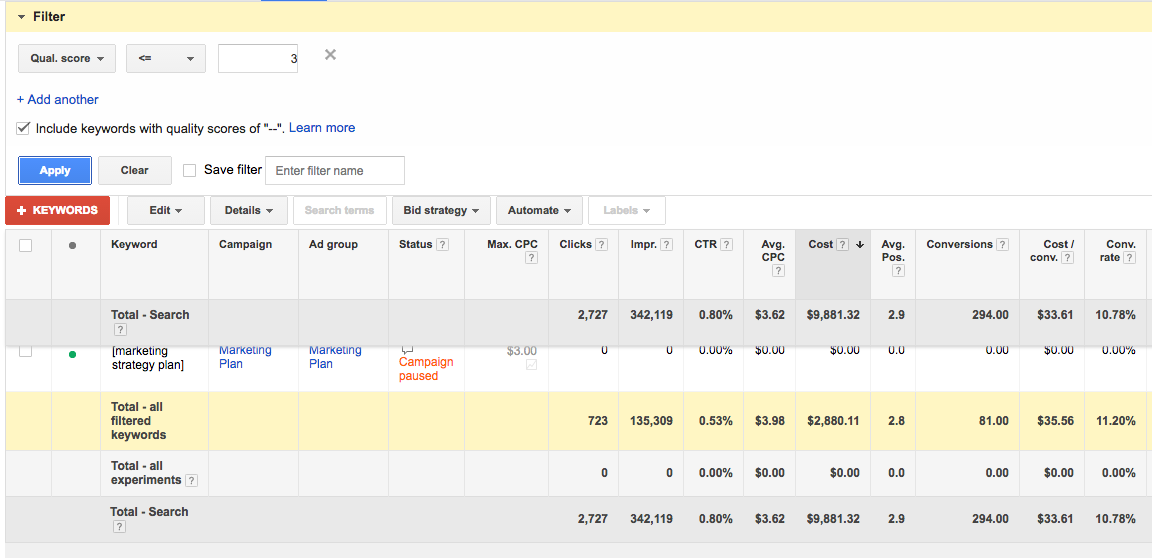 Filter
Qual. score <= 3
+ Add another
Include keywords with quality scores of "--". Learn more
Apply Clear Save filter Enter filter name
+ KEYWORDS Edit Details Search terms Bid strategy Automate Labels
Keyword Campaign Ad group Status ? Max. CPC ? Clicks ? Impr. ? CTR ? Avg. CPC ? Cost ? Avg. Pos. ? Conversions ? Cost / conv. ? Conv. rate ?
Total - Search ? 2,727 342,119 0.80% $3.62 $9,881.32 2.9 294.00 $33.61 10.78%
[marketing strategy plan] Marketing Plan Marketing Plan Campaign paused $3.00 0 0 0.00% $0.00 $0.00 0.0 0.00 $0.00 0.00%
Total - all filtered keywords 723 135,309 0.53% $3.98 $2,880.11 2.8 81.00 $35.56 11.20%
Total - all experiments ? 0 0 0.00% $0.00 $0.00 0.0 0.00 $0.00 0.00%
Total - Search ? 2,727 342,119 0.80% $3.62 $9,881.32 2.9 294.00 $33.61 10.78%